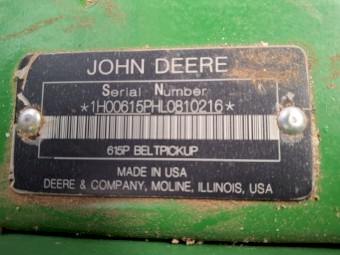 JOHN DEERE
Serial Number
*1H00615PHL0810216*
615P BELTPICKUP
MADE IN USA
DEERE & COMPANY, MOLINE, ILLINOIS, USA